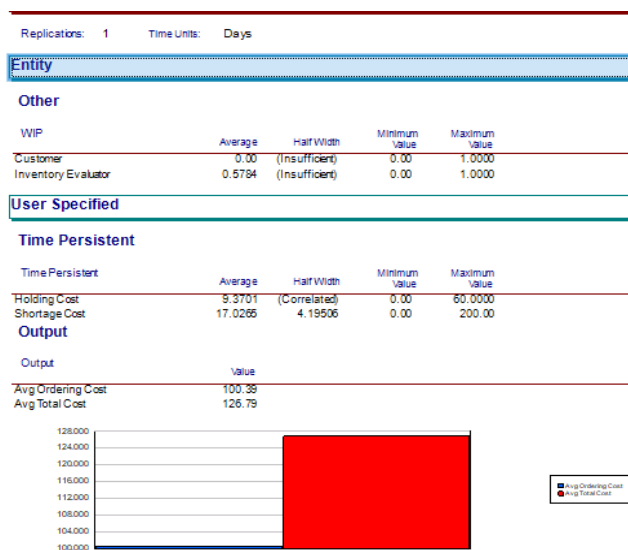 Replications: 1 Time Units: Days
Entity
Other
WIP Average Half Width Minimum Value Maximum Value
Customer 0.00 (Insufficient) 0.00 1.0000
Inventory Evaluator 0.5784 (Insufficient) 0.00 1.0000
User Specified
Time Persistent
Time Persistent Average Half Width Minimum Value Maximum Value
Holding Cost 9.3701 (Correlated) 0.00 60.0000
Shortage Cost 17.0265 4.19506 0.00 200.00
Output
Output Value
Avg Ordering Cost 100.39
Avg Total Cost 126.79
128.000
124.000
120.000
116.000
112.000
108.000
104.000
100.000
Avg Ordering Cost
Avg Total Cost